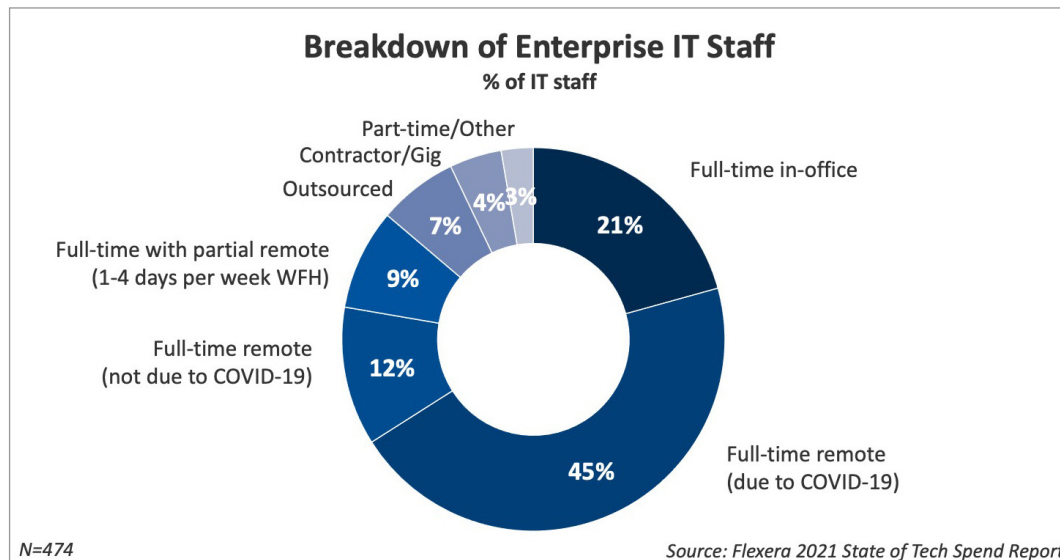 Breakdown of Enterprise IT Staff
% of IT staff
Part-time/Other
Contractor/Gig
Outsourced
Full-time in-office
4%
3%
7%
21%
Full-time with partial remote
(1-4 days per week WFH)
9%
Full-time remote
(not due to COVID-19)
12%
Full-time remote
(due to COVID-19)
45%
N=474
Source: Flexera 2021 State of Tech Spend Report